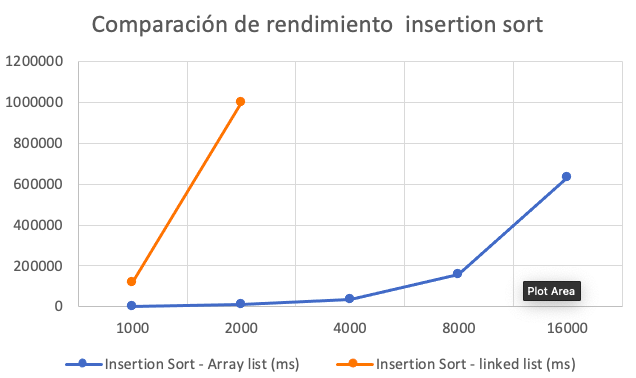 Comparación de rendimiento insertion sort
1200000
1000000
800000
600000
400000
200000
0
Plot Area
1000 2000 4000 8000 16000
Insertion Sort - Array list (ms) Insertion Sort - linked list (ms)